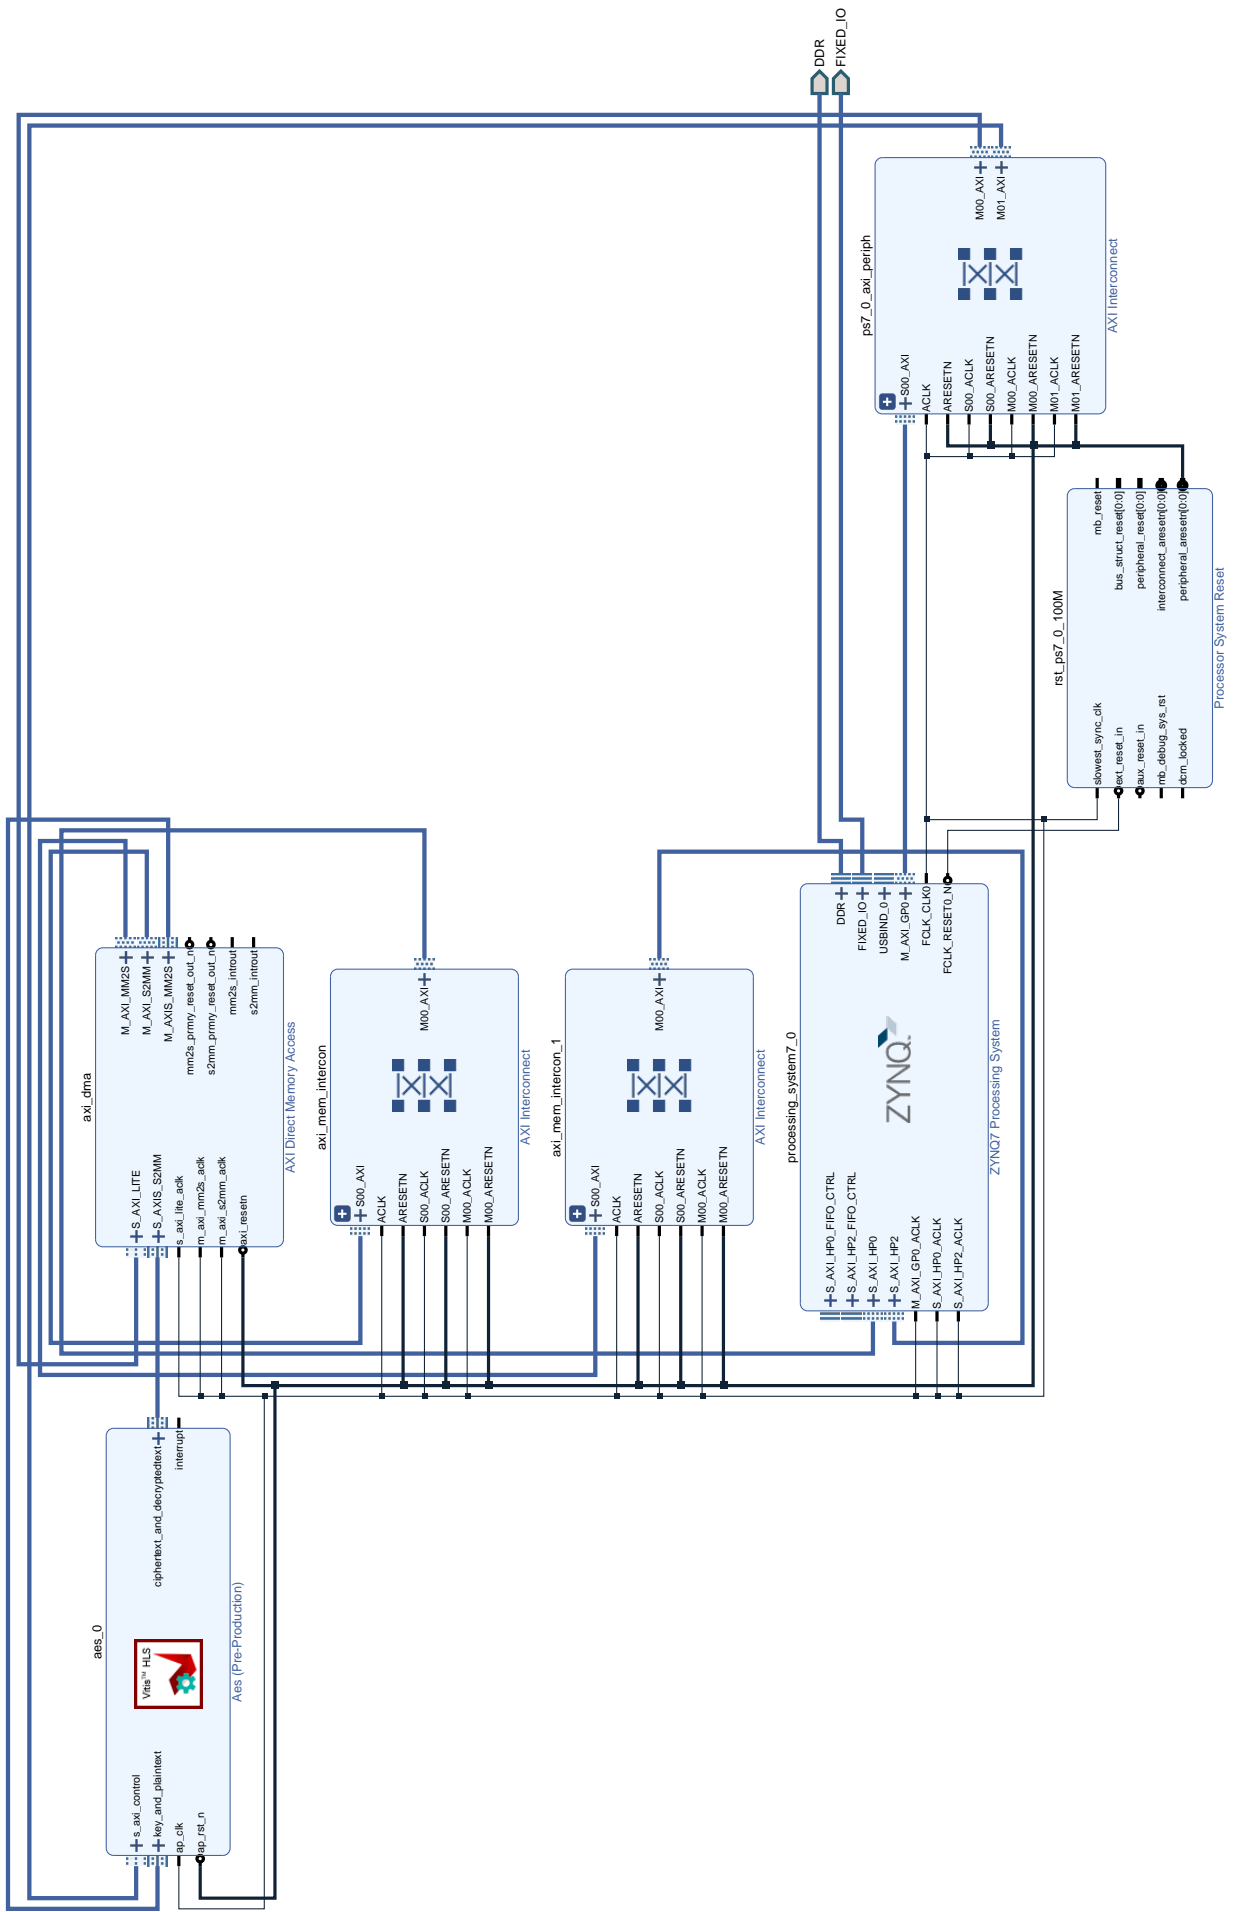 aes_0
s_axi_control
key_and_plaintext
ap_clk
ap_rst_n
Vitis™ HLS
ciphertext_and_decryptedtext
interrupt
Aes (Pre-Production)
axi_dma
S_AXI_LITE
S_AXIS_S2MM
s_axi_lite_aclk
m_axi_mm2s_aclk
m_axi_s2mm_aclk
axi_resetn
M_AXI_MM2S
M_AXI_S2MM
M_AXIS_MM2S
mm2s_prmry_reset_out_n
s2mm_prmry_reset_out_n
mm2s_introut
s2mm_introut
AXI Direct Memory Access
axi_mem_intercon
S00_AXI
ACLK
ARESETN
S00_ACLK
S00_ARESETN
M00_ACLK
M00_ARESETN
M00_AXI
AXI Interconnect
axi_mem_intercon_1
S00_AXI
ACLK
ARESETN
S00_ACLK
S00_ARESETN
M00_ACLK
M00_ARESETN
M00_AXI
AXI Interconnect
processing_system7_0
S_AXI_HP0_FIFO_CTRL
S_AXI_HP2_FIFO_CTRL
S_AXI_HP0
S_AXI_HP2
M_AXI_GP0_ACLK
S_AXI_HP0_ACLK
S_AXI_HP2_ACLK
ZYNQ
DDR
FIXED_IO
USBIND_0
M_AXI_GP0
FCLK_CLK0
FCLK_RESET0_N
ZYNQ7 Processing System
rst_ps7_0_100M
slowest_sync_clk
ext_reset_in
aux_reset_in
mb_debug_sys_rst
dcm_locked
mb_reset
bus_struct_reset[0:0]
peripheral_reset[0:0]
interconnect_aresetn[0:0]
peripheral_aresetn[0:0]
Processor System Reset
ps7_0_axi_periph
S00_AXI
ACLK
ARESETN
S00_ACLK
S00_ARESETN
M00_ACLK
M00_ARESETN
M01_ACLK
M01_ARESETN
M00_AXI
M01_AXI
AXI Interconnect
DDR
FIXED_IO